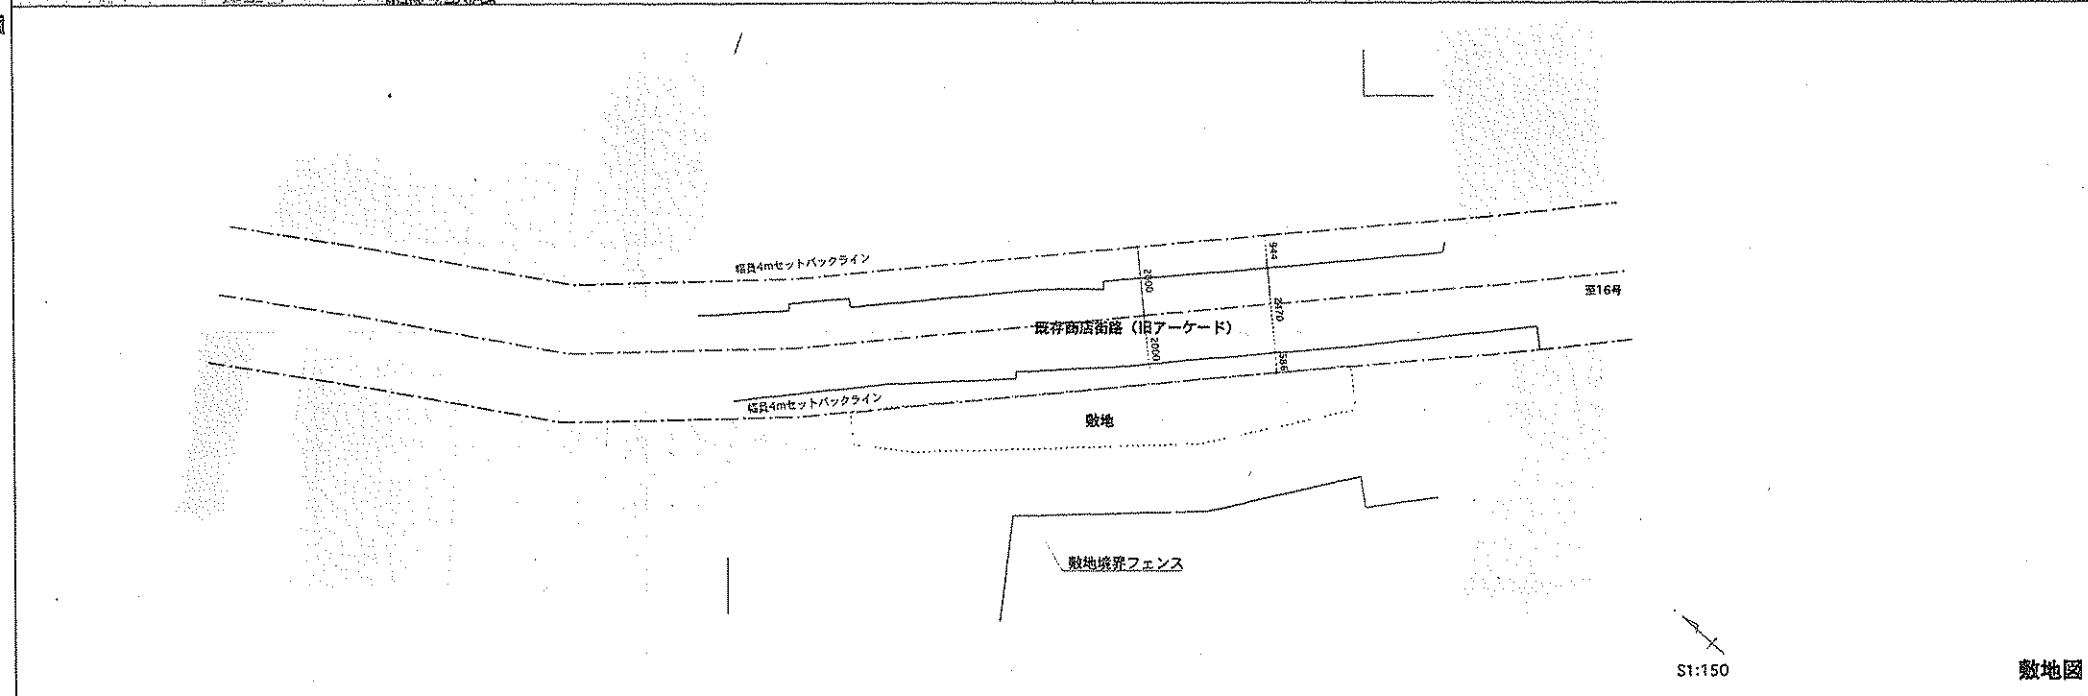 幅員4mセットバックライン
944
2000
2170
至16号
既存商店街路（旧アーケード）
2000
586
幅員4mセットバックライン
敷地
敷地境界フェンス
S1:150
敷地図